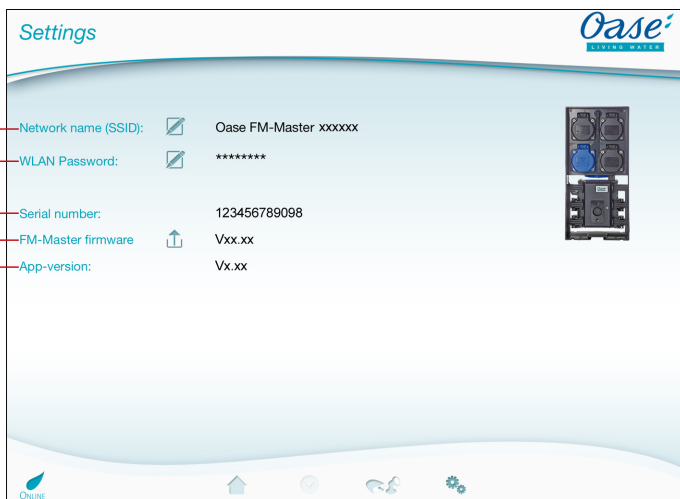 Settings
Oase
LIVING WATER
Network name (SSID): Oase FM-Master xxxxxx
WLAN Password: ********
Serial number: 123456789098
FM-Master firmware Vxx.xx
App-version: Vx.xx
ONLINE